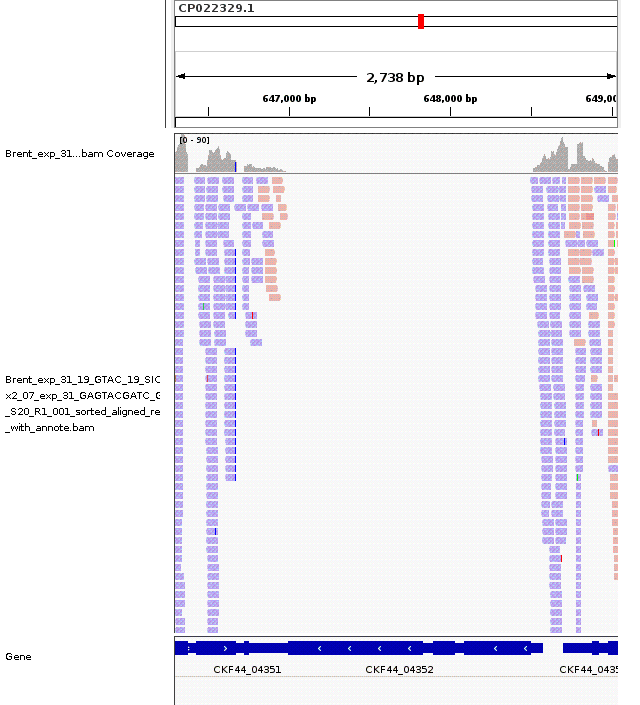 CP022329.1
2,738 bp
647,000 bp 648,000 bp 649,00
[0 - 90]
Brent_exp_31...bam Coverage
Brent_exp_31_19_GTAC_19_SIC
x2_07_exp_31_GAGTACGATC_G
_S20_R1_001_sorted_aligned_re
_with_annote.bam
Gene
CKF44_04351 CKF44_04352 CKF44_0435